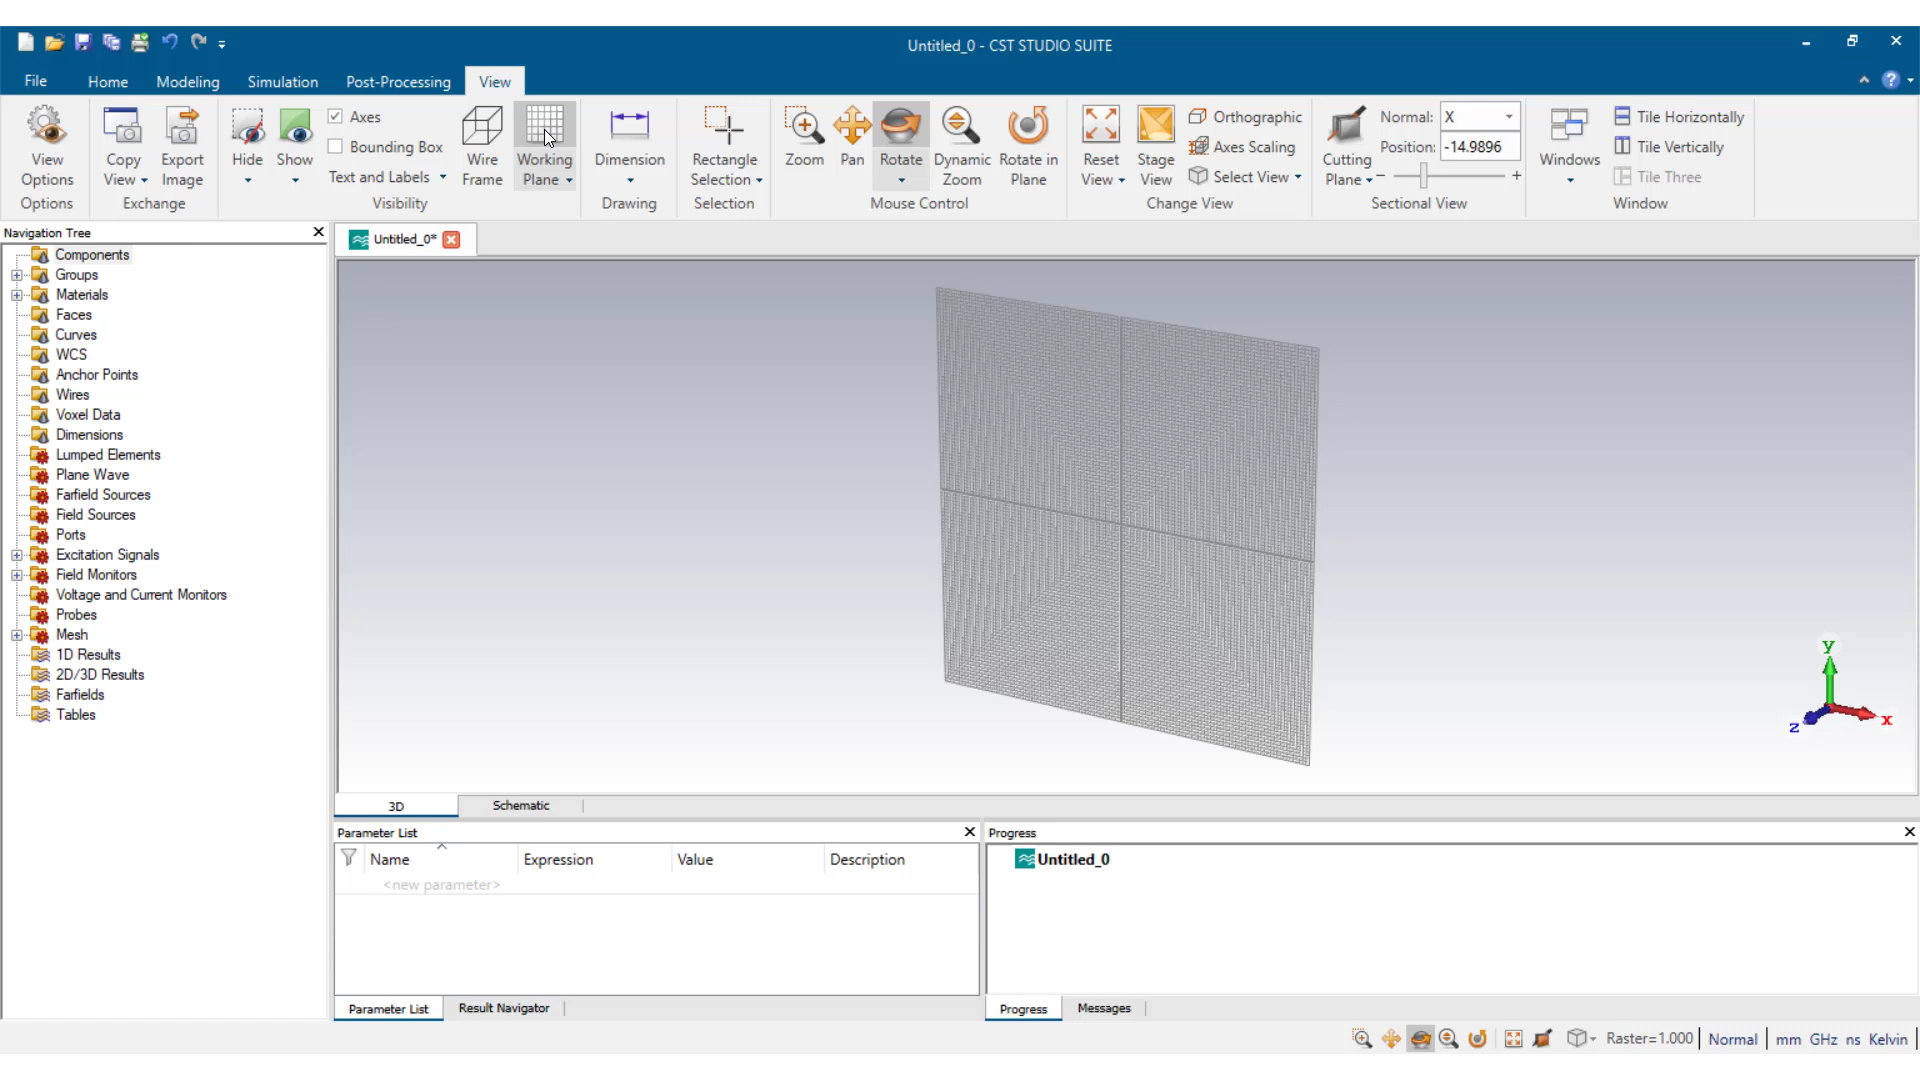 Untitled_0 - CST STUDIO SUITE
File Home Modeling Simulation Post-Processing View
View Options
Copy View
Export Image
Hide
Show
Axes
Bounding Box
Text and Labels
Wire Frame
Working Plane
Dimension
Rectangle Selection
Zoom
Pan
Rotate
Dynamic Zoom
Rotate in Plane
Reset View
Stage View
Orthographic
Axes Scaling
Select View
Cutting Plane
Normal: X
Position: -14.9896
− +
Windows
Tile Horizontally
Tile Vertically
Tile Three
Options Exchange Visibility Drawing Selection Mouse Control Change View Sectional View Window
Navigation Tree
Untitled_0*
Components
Groups
Materials
Faces
Curves
WCS
Anchor Points
Wires
Voxel Data
Dimensions
Lumped Elements
Plane Wave
Farfield Sources
Field Sources
Ports
Excitation Signals
Field Monitors
Voltage and Current Monitors
Probes
Mesh
1D Results
2D/3D Results
Farfields
Tables
y
x
z
3D Schematic
Parameter List
Name Expression Value Description
<new parameter>
Parameter List Result Navigator
Progress
Untitled_0
Progress Messages
Raster=1.000 Normal mm GHz ns Kelvin